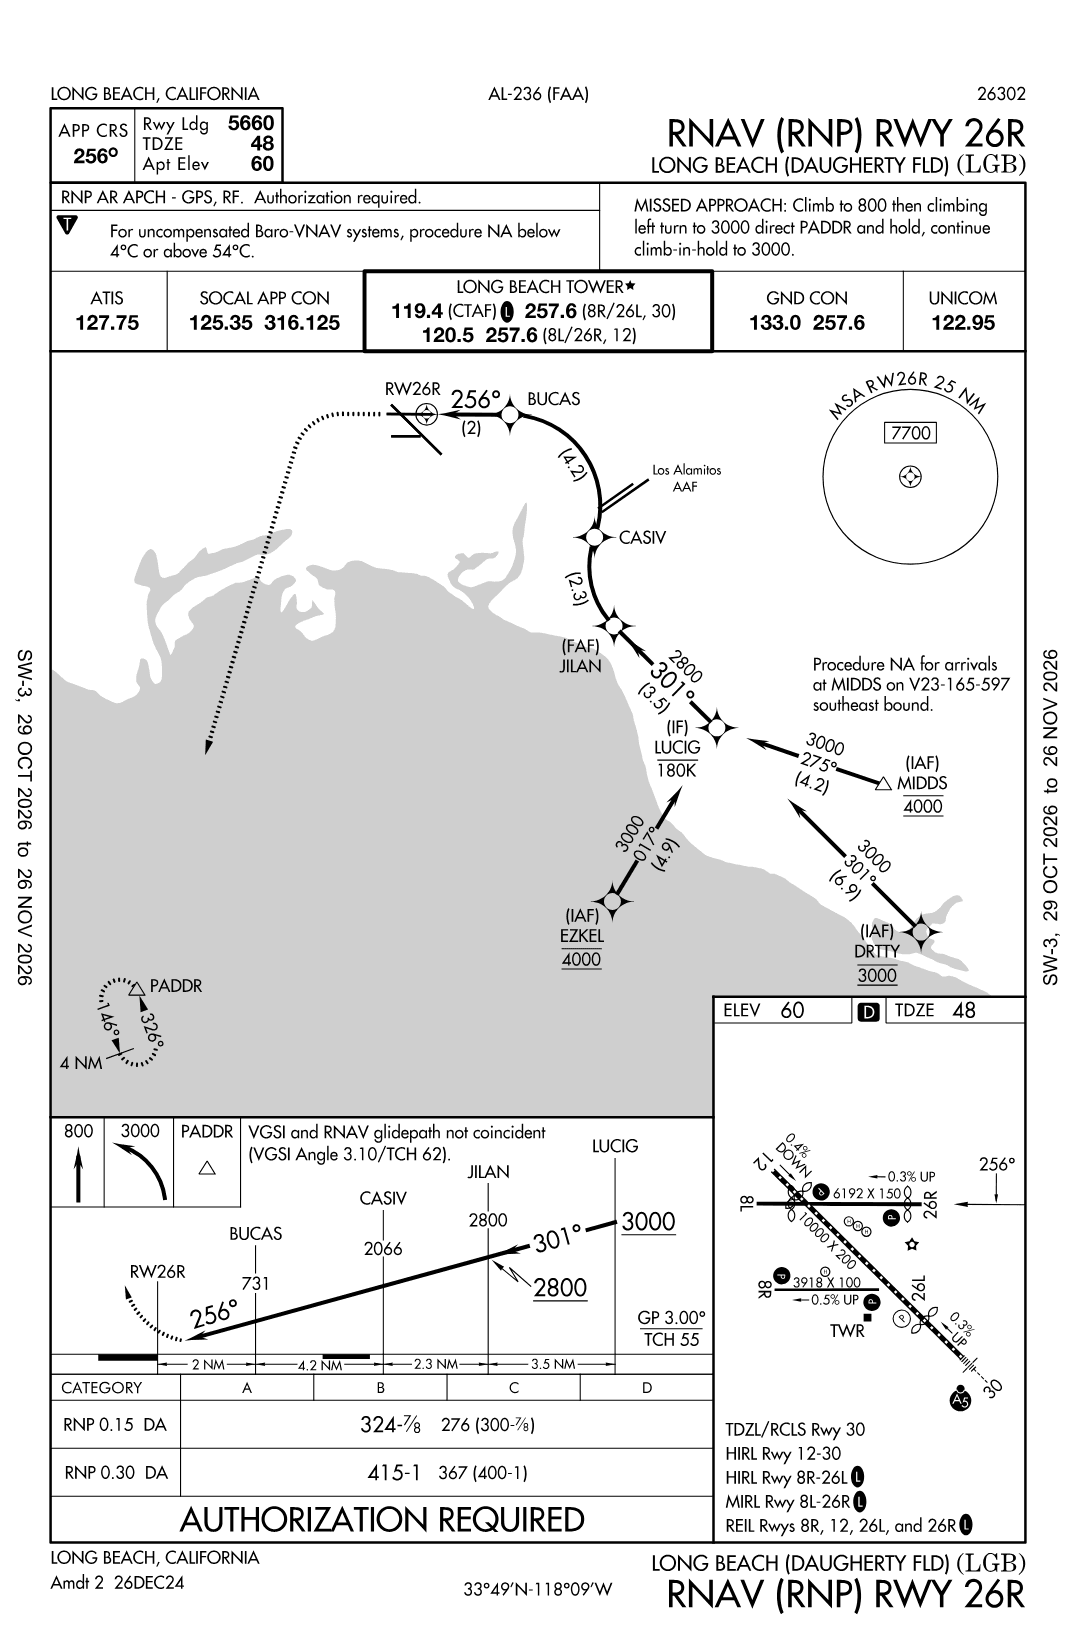 LONG BEACH, CALIFORNIA
AL-236 (FAA)
26302
APP CRS
256°
Rwy Ldg 5660
TDZE 48
Apt Elev 60
RNAV (RNP) RWY 26R
LONG BEACH (DAUGHERTY FLD) (LGB)
RNP AR APCH - GPS, RF. Authorization required.
T
For uncompensated Baro-VNAV systems, procedure NA below
4°C or above 54°C.
MISSED APPROACH: Climb to 800 then climbing
left turn to 3000 direct PADDR and hold, continue
climb-in-hold to 3000.
ATIS
127.75
SOCAL APP CON
125.35 316.125
LONG BEACH TOWER★
119.4 (CTAF) L 257.6 (8R/26L, 30)
120.5 257.6 (8L/26R, 12)
GND CON
133.0 257.6
UNICOM
122.95
RW26R
256°
(2)
BUCAS
(4.2)
Los Alamitos
AAF
CASIV
(2.3)
(FAF)
JILAN
2800
301°
(3.5)
(IF)
LUCIG
180K
MSA RW26R 25 NM
7700
Procedure NA for arrivals
at MIDDS on V23-165-597
southeast bound.
3000
275°
(4.2)
(IAF)
MIDDS
4000
3000
017°
(4.9)
(IAF)
EZKEL
4000
3000
301°
(6.9)
(IAF)
DRTTY
3000
PADDR
146°
326°
4 NM
SW-3, 29 OCT 2026 to 26 NOV 2026
SW-3, 29 OCT 2026 to 26 NOV 2026
ELEV 60
D
TDZE 48
12
0.4%
DOWN
0.3% UP
256°
8L
P
6192 X 150
26R
P
10000 X 200
P
3918 X 100
8R
0.5% UP
P
26L
P
TWR
0.3%
UP
30
A5
TDZL/RCLS Rwy 30
HIRL Rwy 12-30
HIRL Rwy 8R-26L L
MIRL Rwy 8L-26R L
REIL Rwys 8R, 12, 26L, and 26R L
800
3000
PADDR
VGSI and RNAV glidepath not coincident
(VGSI Angle 3.10/TCH 62).
LUCIG
JILAN
CASIV
BUCAS
RW26R
2800
2066
731
301°
3000
2800
256°
GP 3.00°
TCH 55
2 NM
4.2 NM
2.3 NM
3.5 NM
CATEGORY A B C D
RNP 0.15 DA 324-⅞ 276 (300-⅞)
RNP 0.30 DA 415-1 367 (400-1)
AUTHORIZATION REQUIRED
LONG BEACH, CALIFORNIA
Amdt 2 26DEC24
33°49'N-118°09'W
LONG BEACH (DAUGHERTY FLD) (LGB)
RNAV (RNP) RWY 26R